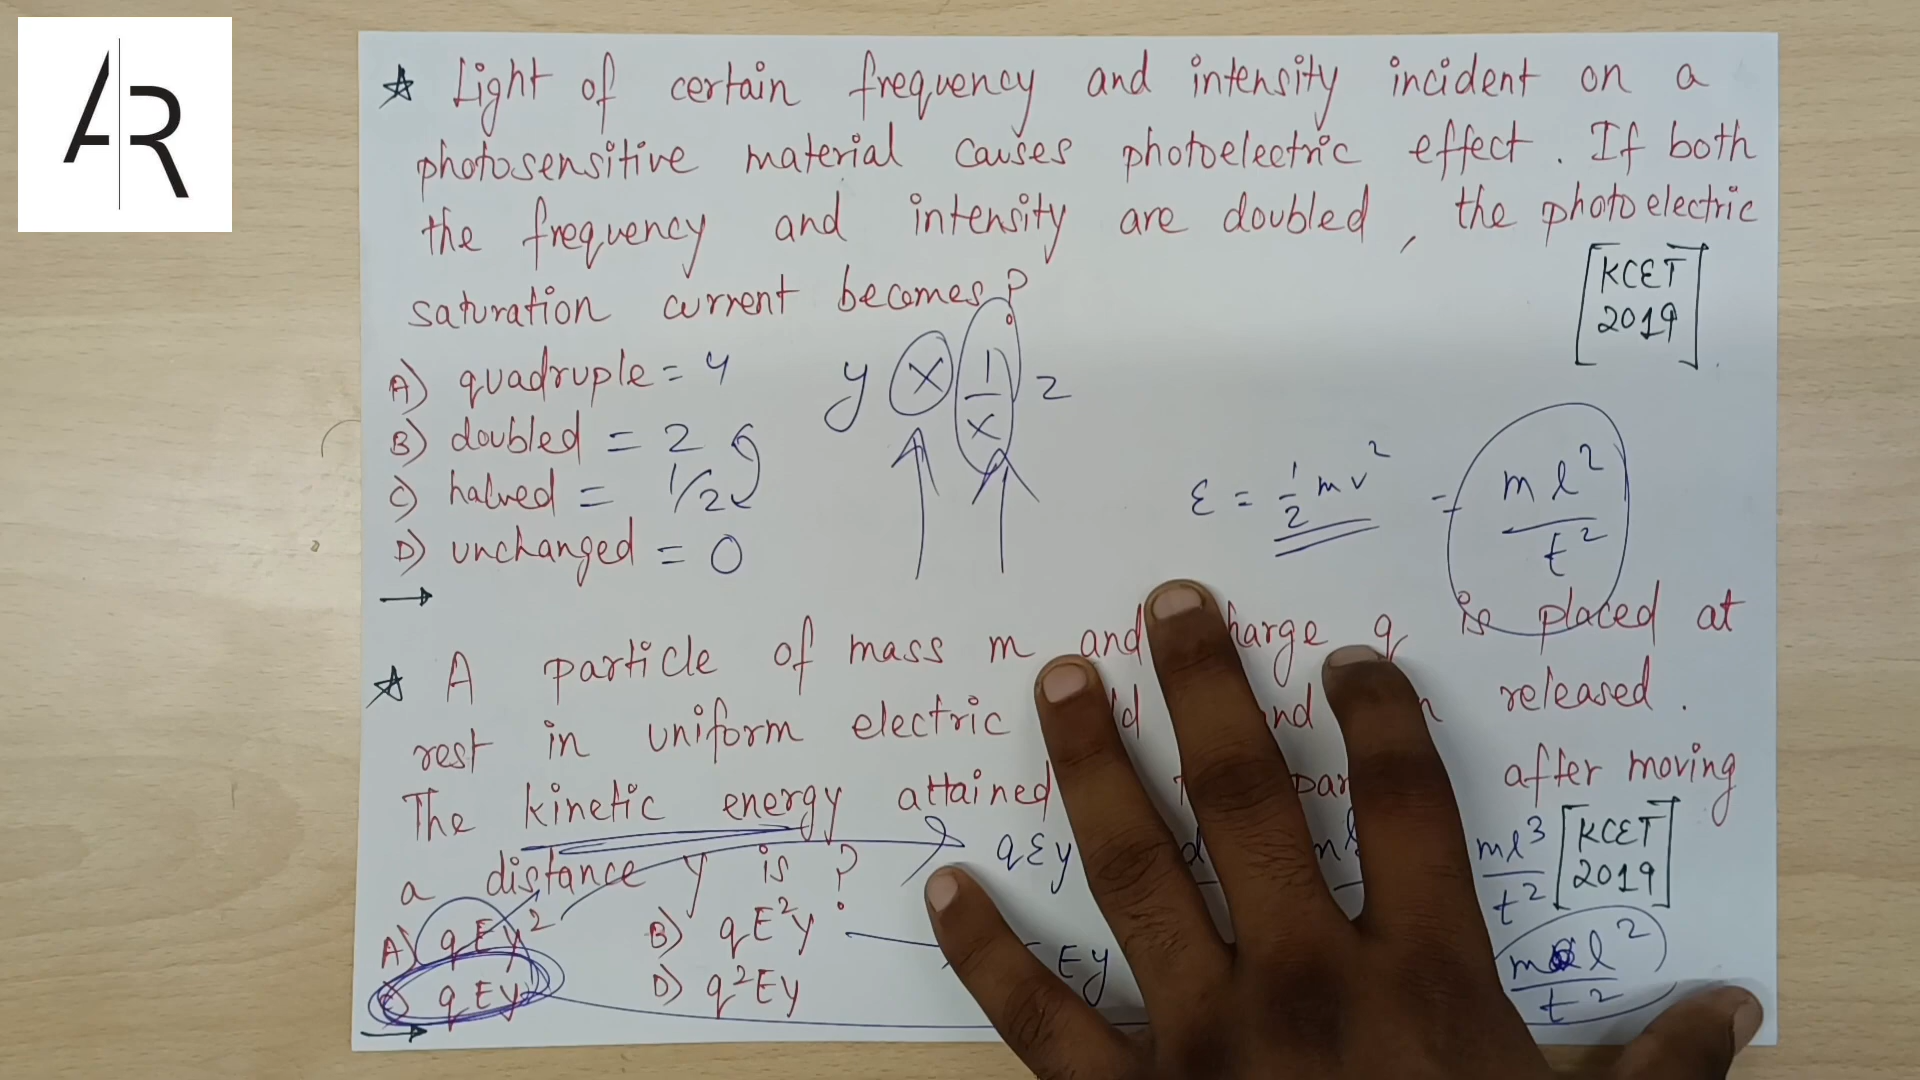 AR
☆ Light of certain frequency and intensity incident on a
photosensitive material causes photoelectric effect. If both
the frequency and intensity are doubled, the photoelectric
saturation current becomes?
[KCET
2019]
A) quadruple = 4
B) doubled = 2
C) halved = 1/2
D) unchanged = 0
y × 1/x z
ε = 1/2 mv² = ml²/t²
→
☆ A particle of mass m and harge q is placed at
rest in uniform electric released.
The kinetic energy attained after moving
a distance y is?
qεy
ml³/t²
[KCET
2019]
A) qEy² B) qE²y
C) qEy D) q²Ey
Ey
ml²/t²
→